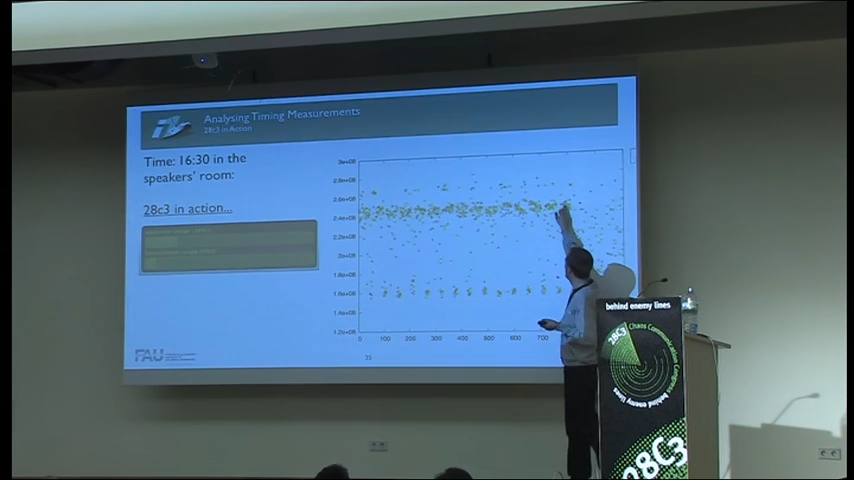 Analysing Timing Measurements
28c3 in Action
Time: 16:30 in the
speakers' room:
28c3 in action...
3e+08
2.8e+08
2.6e+08
2.4e+08
2.2e+08
2e+08
1.8e+08
1.6e+08
1.4e+08
1.2e+08
0
100
200
300
400
500
600
700
FAU
35
behind enemy lines
28C3
Chaos Communication Congress
behind enemy lines
28C3